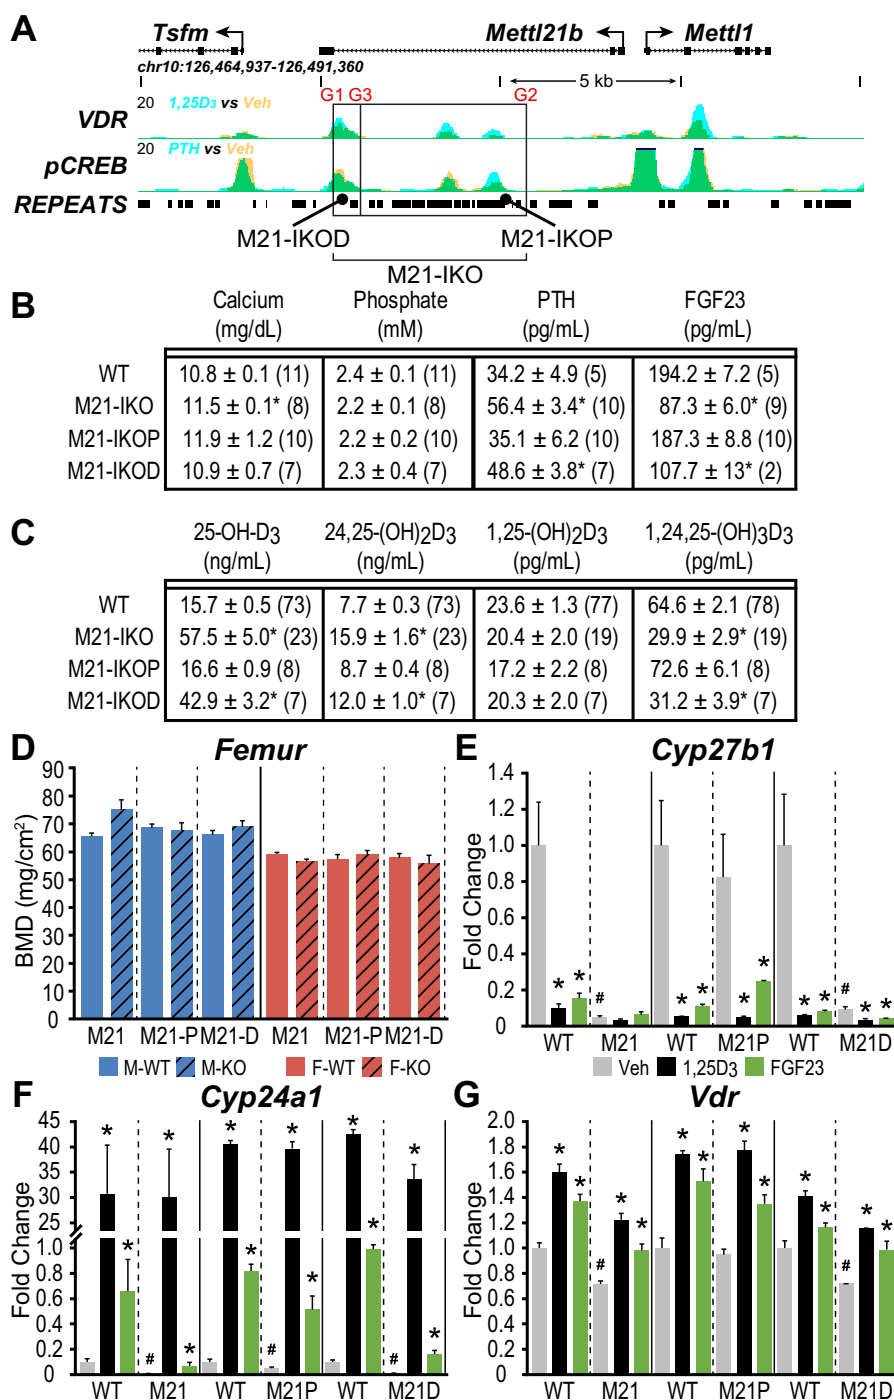 A
Tsfm Mettl21b Mettl1
chr10:126,464,937-126,491,360
5 kb
G1 G3 G2
20 1,25D3 vs Veh
VDR
20 PTH vs Veh
pCREB
REPEATS
M21-IKOD M21-IKOP
M21-IKO
B
Calcium Phosphate PTH FGF23
(mg/dL) (mM) (pg/mL) (pg/mL)
WT 10.8 ± 0.1 (11) 2.4 ± 0.1 (11) 34.2 ± 4.9 (5) 194.2 ± 7.2 (5)
M21-IKO 11.5 ± 0.1* (8) 2.2 ± 0.1 (8) 56.4 ± 3.4* (10) 87.3 ± 6.0* (9)
M21-IKOP 11.9 ± 1.2 (10) 2.2 ± 0.2 (10) 35.1 ± 6.2 (10) 187.3 ± 8.8 (10)
M21-IKOD 10.9 ± 0.7 (7) 2.3 ± 0.4 (7) 48.6 ± 3.8* (7) 107.7 ± 13* (2)
C
25-OH-D3 24,25-(OH)2D3 1,25-(OH)2D3 1,24,25-(OH)3D3
(ng/mL) (ng/mL) (pg/mL) (pg/mL)
WT 15.7 ± 0.5 (73) 7.7 ± 0.3 (73) 23.6 ± 1.3 (77) 64.6 ± 2.1 (78)
M21-IKO 57.5 ± 5.0* (23) 15.9 ± 1.6* (23) 20.4 ± 2.0 (19) 29.9 ± 2.9* (19)
M21-IKOP 16.6 ± 0.9 (8) 8.7 ± 0.4 (8) 17.2 ± 2.2 (8) 72.6 ± 6.1 (8)
M21-IKOD 42.9 ± 3.2* (7) 12.0 ± 1.0* (7) 20.3 ± 2.0 (7) 31.2 ± 3.9* (7)
D
Femur
BMD (mg/cm2)
90
80
70
60
50
40
30
20
10
0
M21 M21-P M21-D M21 M21-P M21-D
M-WT M-KO F-WT F-KO
E
Cyp27b1
Fold Change
1.4
1.2
1.0
0.8
0.6
0.4
0.2
0
* * # * * * * * * # * *
WT M21 WT M21P WT M21D
Veh 1,25D3 FGF23
F
Cyp24a1
Fold Change
45
40
35
30
25
1.0
0.8
0.6
0.4
0.2
0
* * # * * * * # * * * * # * *
WT M21 WT M21P WT M21D
G
Vdr
Fold Change
2.0
1.8
1.6
1.4
1.2
1.0
0.8
0.6
0.4
0.2
0
* * # * * * * * * * * # * *
WT M21 WT M21P WT M21D